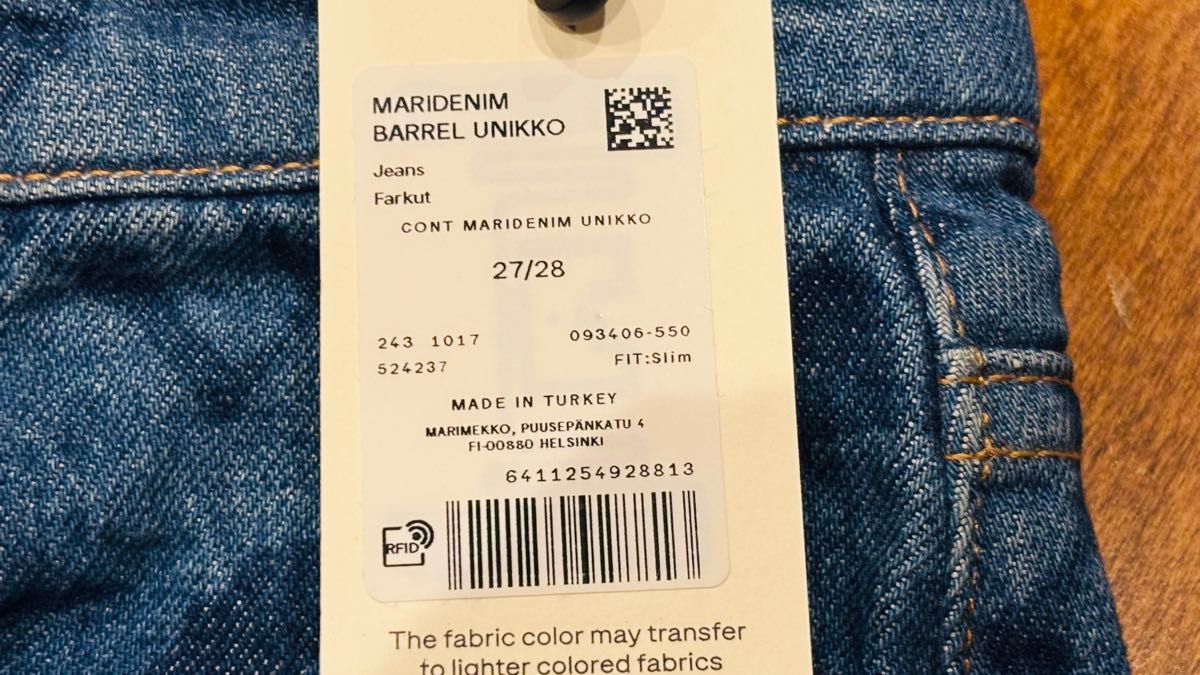 MARIDENIM
BARREL UNIKKO
Jeans
Farkut
CONT MARIDENIM UNIKKO
27/28
243 1017
093406-550
524237
FIT:Slim
MADE IN TURKEY
MARIMEKKO, PUUSEPÄNKATU 4
FI-00880 HELSINKI
6411254928813
RFID
The fabric color may transfer
to lighter colored fabrics